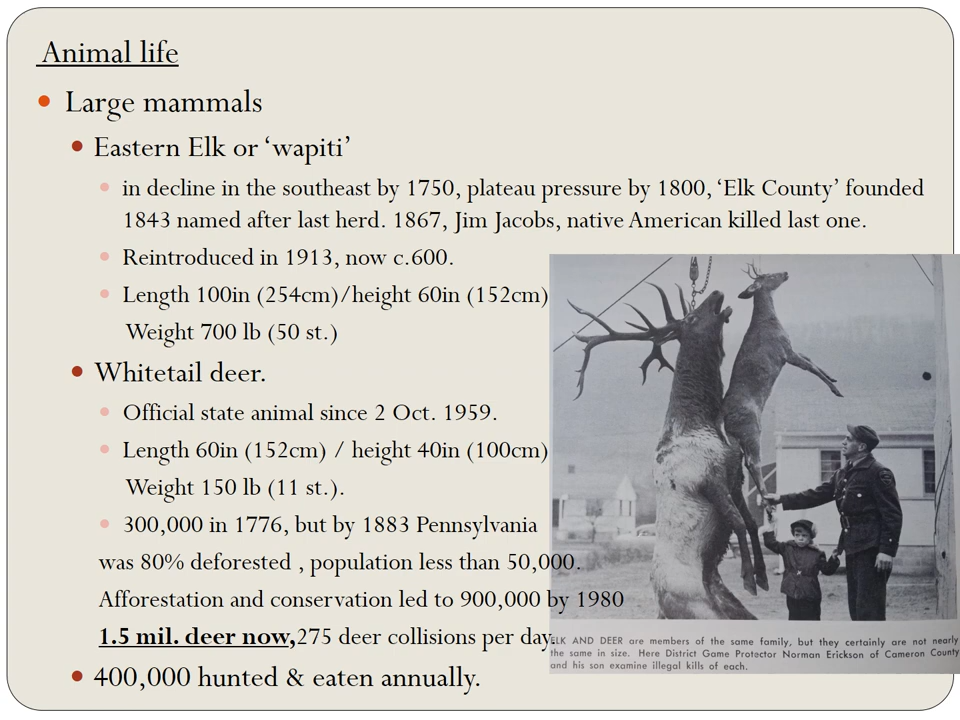 Animal life
Large mammals
Eastern Elk or ‘wapiti’
in decline in the southeast by 1750, plateau pressure by 1800, ‘Elk County’ founded
1843 named after last herd. 1867, Jim Jacobs, native American killed last one.
Reintroduced in 1913, now c.600.
Length 100in (254cm)/height 60in (152cm)
Weight 700 lb (50 st.)
Whitetail deer.
Official state animal since 2 Oct. 1959.
Length 60in (152cm) / height 40in (100cm)
Weight 150 lb (11 st.).
300,000 in 1776, but by 1883 Pennsylvania
was 80% deforested , population less than 50,000.
Afforestation and conservation led to 900,000 by 1980
1.5 mil. deer now,275 deer collisions per day.
400,000 hunted & eaten annually.
ELK AND DEER are members of the same family, but they certainly are not nearly
the same in size. Here District Game Protector Norman Erickson of Cameron County
and his son examine illegal kills of each.